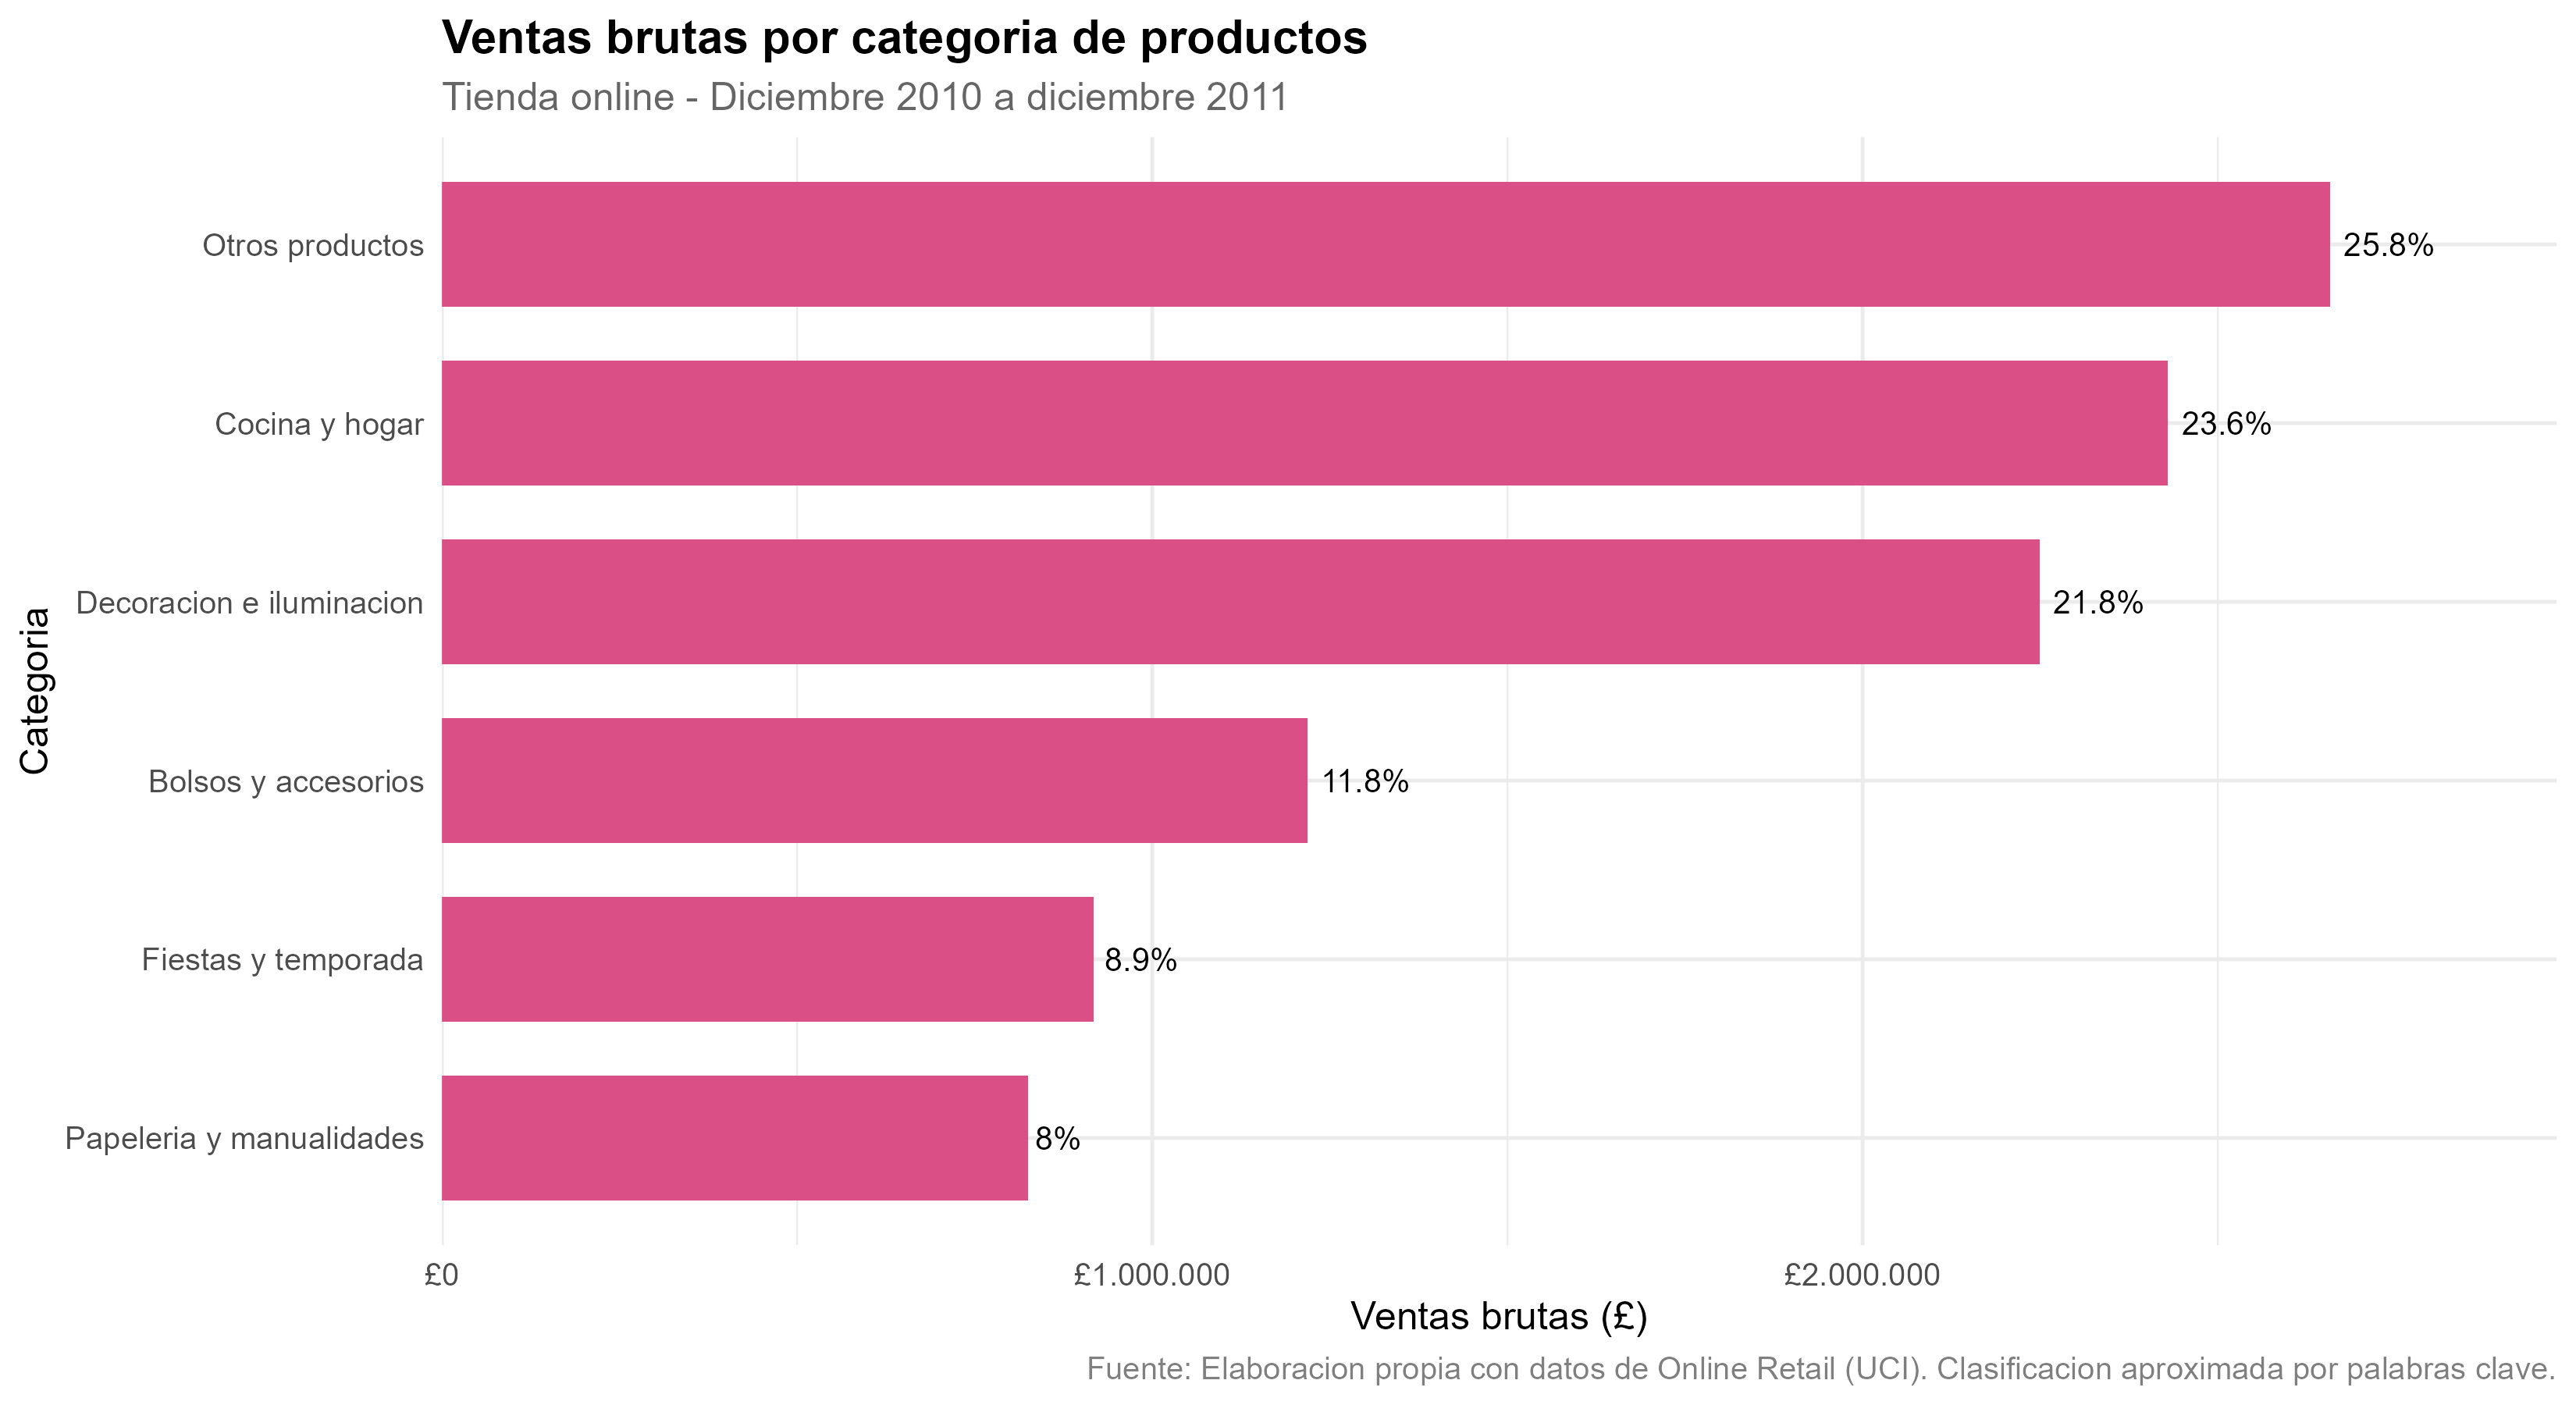 Ventas brutas por categoria de productos
Tienda online - Diciembre 2010 a diciembre 2011
Categoria
Otros productos
25.8%
Cocina y hogar
23.6%
Decoracion e iluminacion
21.8%
Bolsos y accesorios
11.8%
Fiestas y temporada
8.9%
Papeleria y manualidades
8%
£0
£1.000.000
£2.000.000
Ventas brutas (£)
Fuente: Elaboracion propia con datos de Online Retail (UCI). Clasificacion aproximada por palabras clave.